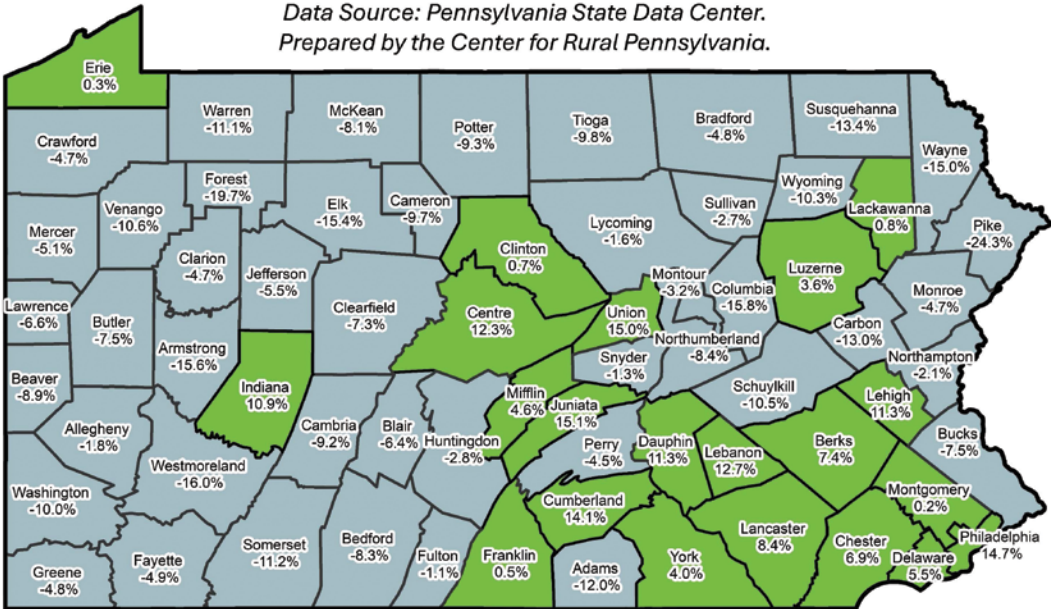 Data Source: Pennsylvania State Data Center.
Prepared by the Center for Rural Pennsylvania.
Erie
0.3%
Crawford
-4.7%
Warren
-11.1%
McKean
-8.1%
Potter
-9.3%
Tioga
-9.8%
Bradford
-4.8%
Susquehanna
-13.4%
Wayne
-15.0%
Forest
-19.7%
Venango
-10.6%
Elk
-15.4%
Cameron
-9.7%
Wyoming
-10.3%
Sullivan
-2.7%
Lackawanna
0.8%
Mercer
-5.1%
Lycoming
-1.6%
Pike
-24.3%
Clarion
-4.7%
Jefferson
-5.5%
Clinton
0.7%
Luzerne
3.6%
Montour
-3.2%
Columbia
-15.8%
Monroe
-4.7%
Lawrence
-6.6%
Butler
-7.5%
Clearfield
-7.3%
Centre
12.3%
Union
15.0%
Carbon
-13.0%
Armstrong
-15.6%
Northumberland
-8.4%
Snyder
-1.3%
Northampton
-2.1%
Beaver
-8.9%
Indiana
10.9%
Mifflin
4.6%
Juniata
15.1%
Schuylkill
-10.5%
Lehigh
11.3%
Allegheny
-1.8%
Cambria
-9.2%
Blair
-6.4%
Huntingdon
-2.8%
Perry
-4.5%
Dauphin
11.3%
Lebanon
12.7%
Berks
7.4%
Bucks
-7.5%
Westmoreland
-16.0%
Washington
-10.0%
Cumberland
14.1%
Montgomery
0.2%
Lancaster
8.4%
Chester
6.9%
Philadelphia
14.7%
Delaware
5.5%
Greene
-4.8%
Fayette
-4.9%
Somerset
-11.2%
Bedford
-8.3%
Fulton
-1.1%
Franklin
0.5%
Adams
-12.0%
York
4.0%